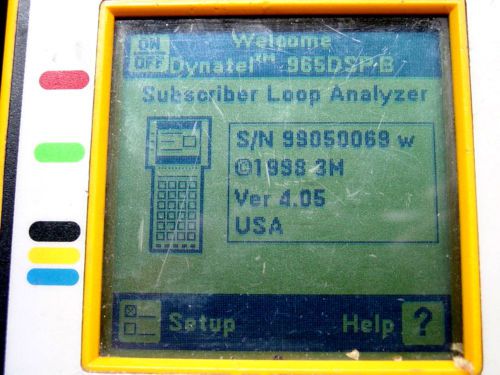 ON Welcome
OFF Dynatel™ 965DSP-B
Subscriber Loop Analyzer
S/N 99050069 w
©1998 3M
Ver 4.05
USA
Setup Help ?